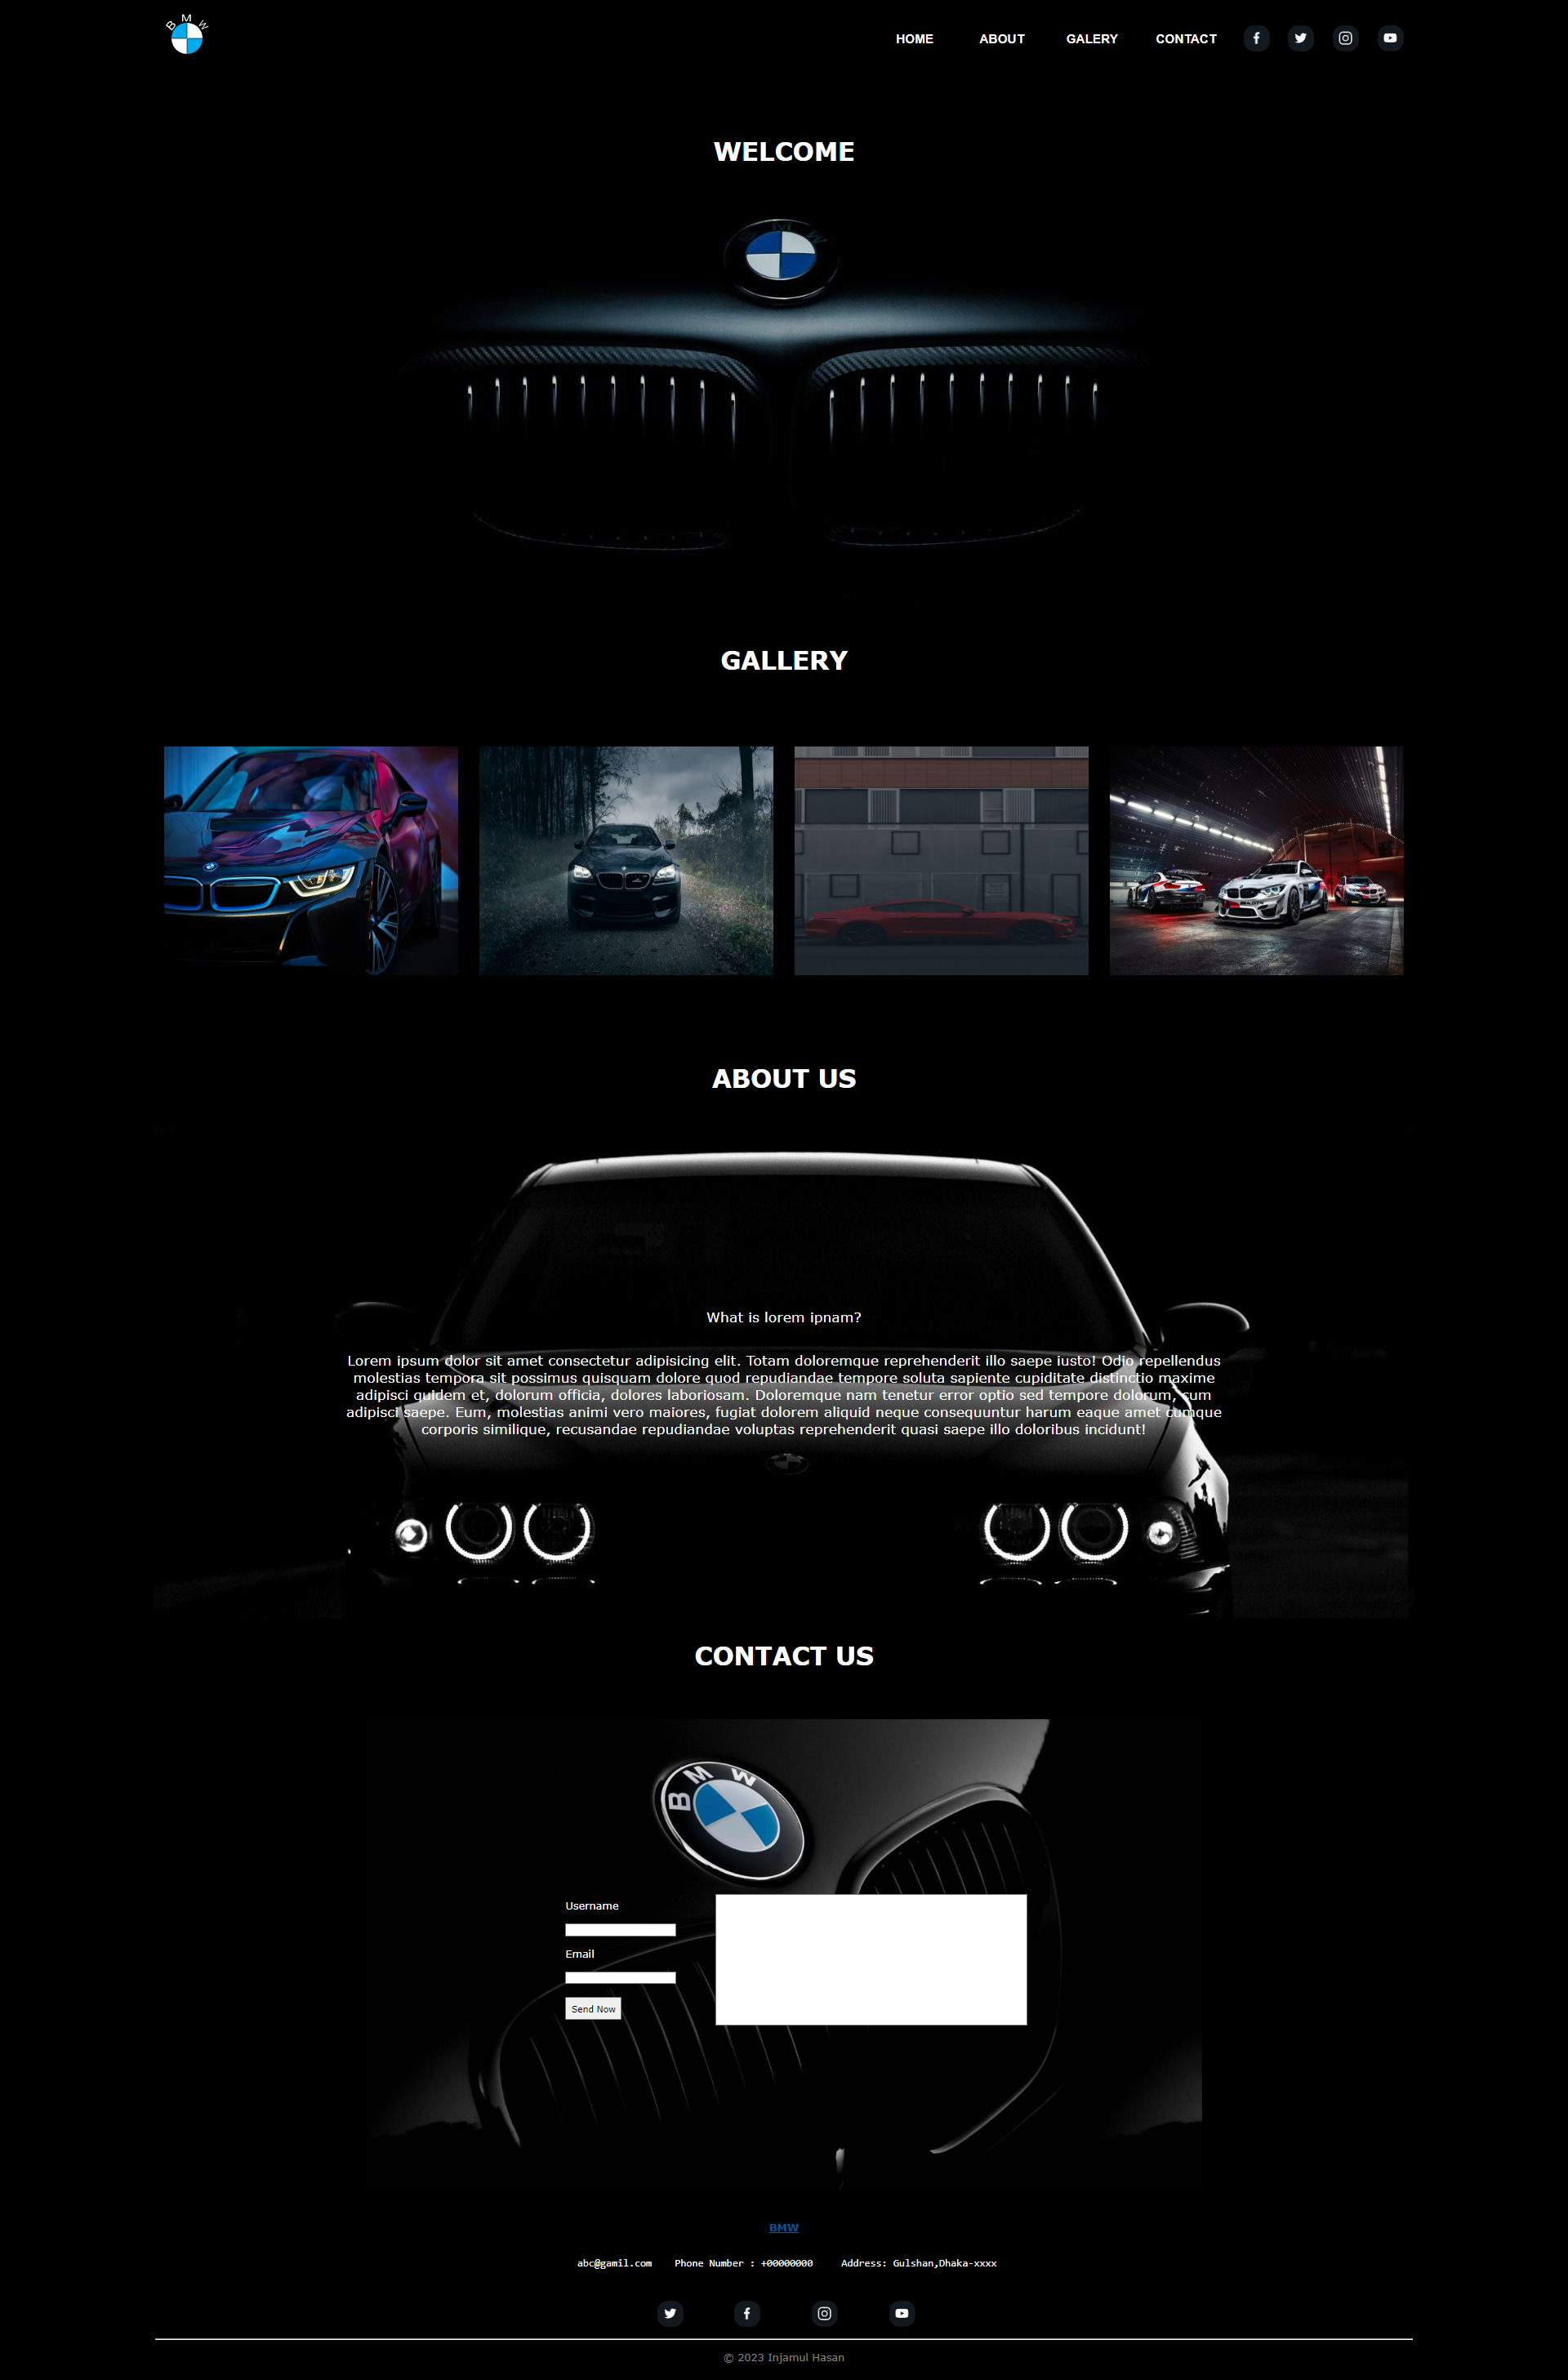 BMW
HOME ABOUT GALERY CONTACT
WELCOME
BMW
GALLERY
ABOUT US
What is lorem ipnam?
Lorem ipsum dolor sit amet consectetur adipisicing elit. Totam doloremque reprehenderit illo saepe iusto! Odio repellendus
molestias tempora sit possimus quisquam dolore quod repudiandae tempore soluta sapiente cupiditate distinctio maxime
adipisci quidem et, dolorum officia, dolores laboriosam. Doloremque nam tenetur error optio sed tempore dolorum, cum
adipisci saepe. Eum, molestias animi vero maiores, fugiat dolorem aliquid neque consequuntur harum eaque amet cumque
corporis similique, recusandae repudiandae voluptas reprehenderit quasi saepe illo doloribus incidunt!
CONTACT US
BMW
Username
Email
Send Now
BMW
abc@gamil.com Phone Number : +00000000 Address: Gulshan,Dhaka-xxxx
© 2023 Injamul Hasan